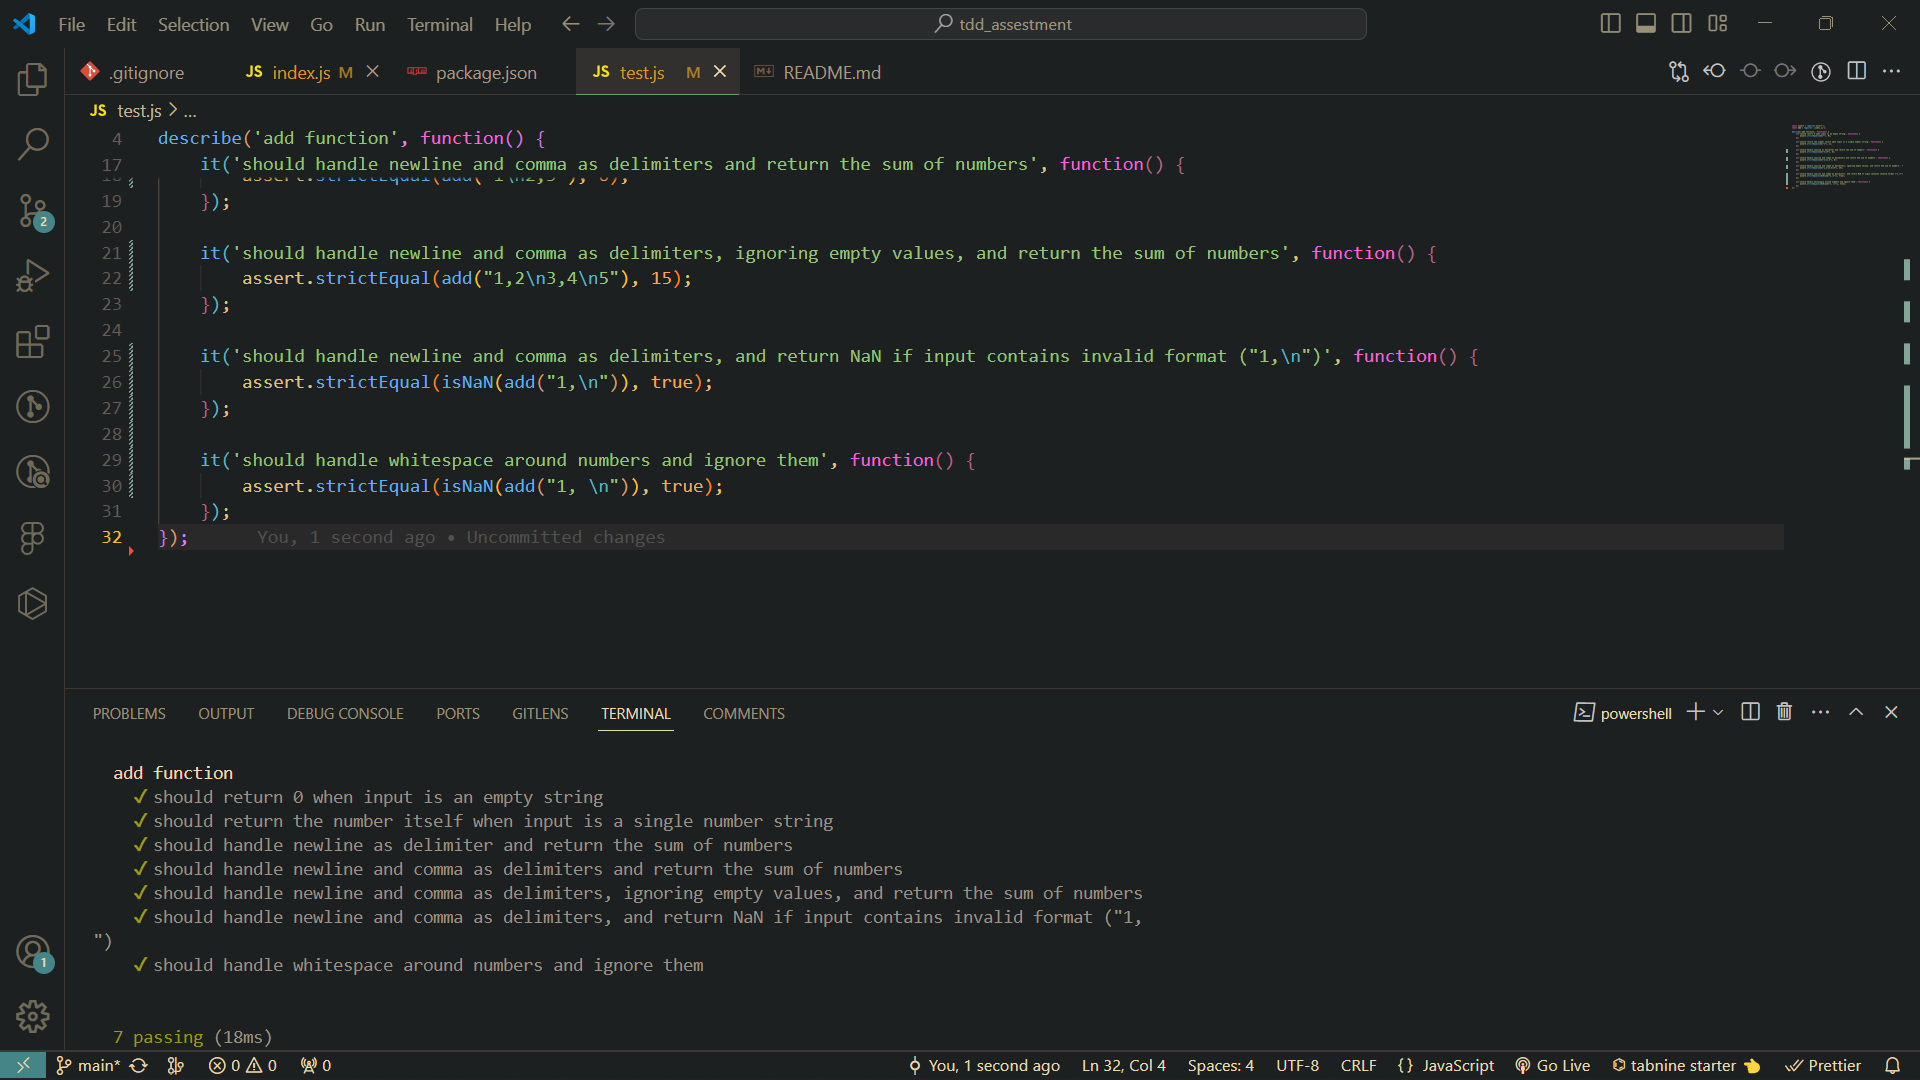 File Edit Selection View Go Run Terminal Help tdd_assestment
.gitignore JS index.js M package.json JS test.js M README.md
JS test.js > ...
4 describe('add function', function() {
17 it('should handle newline and comma as delimiters and return the sum of numbers', function() {
19 });
20
21 it('should handle newline and comma as delimiters, ignoring empty values, and return the sum of numbers', function() {
22 assert.strictEqual(add("1,2\n3,4\n5"), 15);
23 });
24
25 it('should handle newline and comma as delimiters, and return NaN if input contains invalid format ("1,\n")', function() {
26 assert.strictEqual(isNaN(add("1,\n")), true);
27 });
28
29 it('should handle whitespace around numbers and ignore them', function() {
30 assert.strictEqual(isNaN(add("1, \n")), true);
31 });
32 }); You, 1 second ago • Uncommitted changes
2
PROBLEMS OUTPUT DEBUG CONSOLE PORTS GITLENS TERMINAL COMMENTS powershell
add function
✓ should return 0 when input is an empty string
✓ should return the number itself when input is a single number string
✓ should handle newline as delimiter and return the sum of numbers
✓ should handle newline and comma as delimiters and return the sum of numbers
✓ should handle newline and comma as delimiters, ignoring empty values, and return the sum of numbers
✓ should handle newline and comma as delimiters, and return NaN if input contains invalid format ("1,
")
✓ should handle whitespace around numbers and ignore them
1
7 passing (18ms)
main* 0 0 0 You, 1 second ago Ln 32, Col 4 Spaces: 4 UTF-8 CRLF {} JavaScript Go Live tabnine starter Prettier